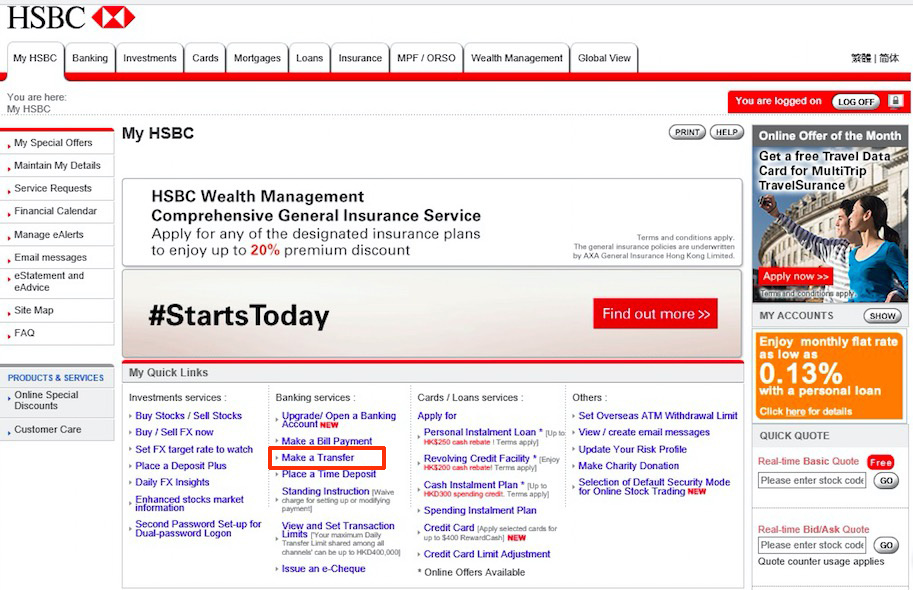 HSBC
My HSBC
Banking
Investments
Cards
Mortgages
Loans
Insurance
MPF / ORSO
Wealth Management
Global View
繁體 | 简体
You are here:
My HSBC
You are logged on
LOG OFF
My Special Offers
Maintain My Details
Service Requests
Financial Calendar
Manage eAlerts
Email messages
eStatement and
eAdvice
Site Map
FAQ
PRODUCTS & SERVICES
Online Special
Discounts
Customer Care
My HSBC
PRINT
HELP
HSBC Wealth Management
Comprehensive General Insurance Service
Apply for any of the designated insurance plans
to enjoy up to 20% premium discount
Terms and conditions apply.
The general insurance policies are underwritten
by AXA General Insurance Hong Kong Limited.
#StartsToday
Find out more >>
My Quick Links
Investments services :
Buy Stocks / Sell Stocks
Buy / Sell FX now
Set FX target rate to watch
Place a Deposit Plus
Daily FX Insights
Enhanced stocks market
information
Second Password Set-up for
Dual-password Logon
Banking services :
Upgrade/ Open a Banking
Account NEW
Make a Bill Payment
Make a Transfer
Place a Time Deposit
Standing Instruction [Waive
charge for setting up or modifying
payment]
View and Set Transaction
Limits ["Your maximum Daily
Transfer Limit shared among all
channels' can be up to HKD400,000]
Issue an e-Cheque
Cards / Loans services :
Apply for
Personal Instalment Loan * [Up to
HK$250 cash rebate ! Terms apply]
Revolving Credit Facility * [Enjoy
HK$200 cash rebate! Terms apply]
Cash Instalment Plan * [Up to
HKD300 spending credit. Terms apply]
Spending Instalment Plan
Credit Card [Apply selected cards for
up to $400 RewardCash] NEW
Credit Card Limit Adjustment
* Online Offers Available
Others :
Set Overseas ATM Withdrawal Limit
View / create email messages
Update Your Risk Profile
Make Charity Donation
Selection of Default Security Mode
for Online Stock Trading NEW
Online Offer of the Month
Get a free Travel Data
Card for MultiTrip
TravelSurance
Apply now >>
Terms and conditions apply
MY ACCOUNTS
SHOW
Enjoy monthly flat rate
as low as
0.13%
with a personal loan
Click here for details
QUICK QUOTE
Real-time Basic Quote Free
Please enter stock code
GO
Real-time Bid/Ask Quote
Please enter stock code
GO
Quote counter usage applies